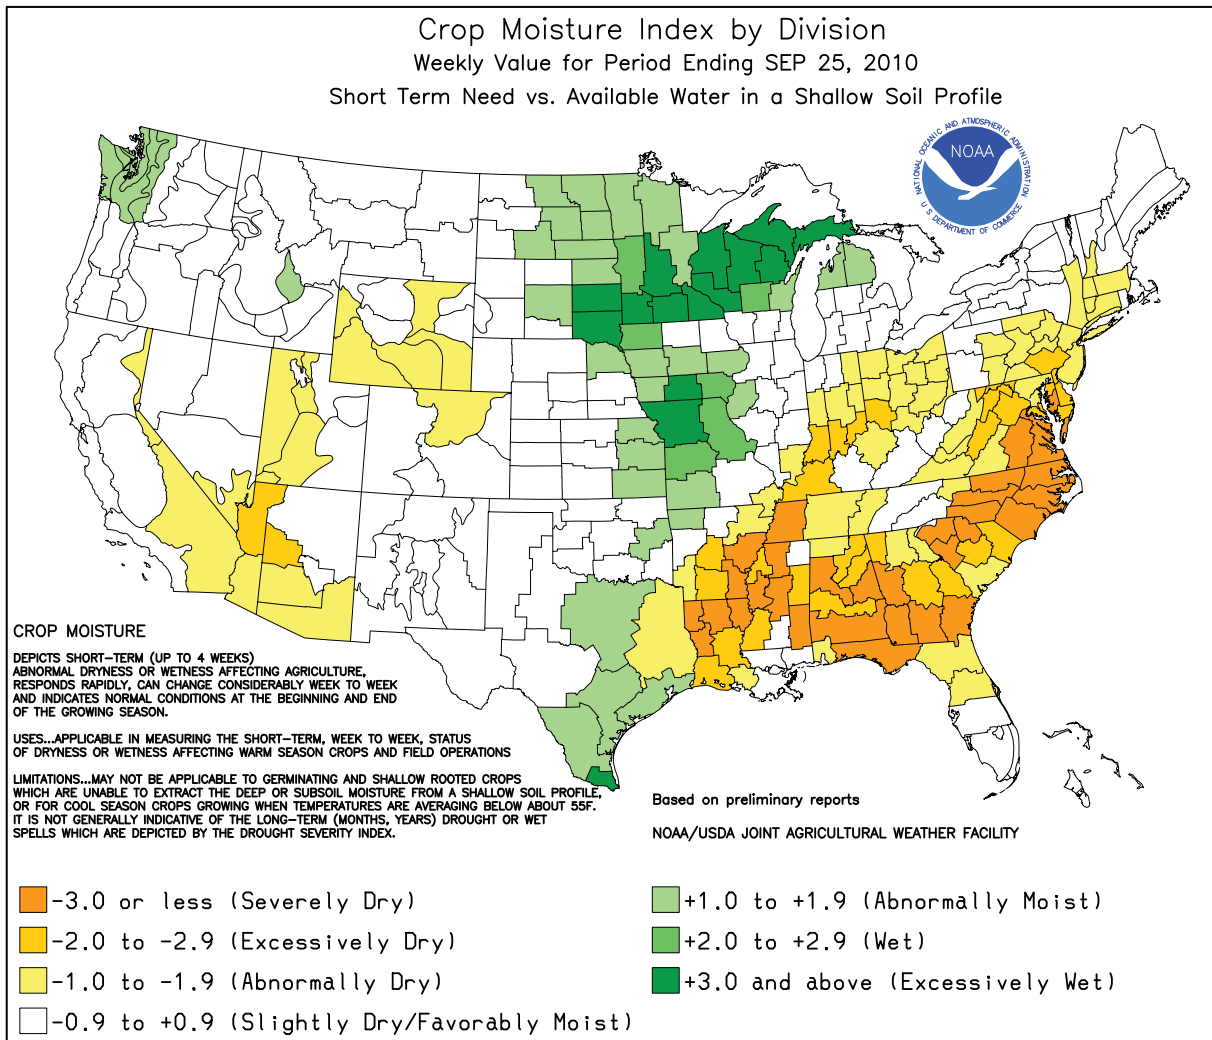 Crop Moisture Index by Division
Weekly Value for Period Ending SEP 25, 2010
Short Term Need vs. Available Water in a Shallow Soil Profile
NATIONAL OCEANIC AND ATMOSPHERIC ADMINISTRATION
NOAA
U S DEPARTMENT OF COMMERCE
CROP MOISTURE
DEPICTS SHORT-TERM (UP TO 4 WEEKS)
ABNORMAL DRYNESS OR WETNESS AFFECTING AGRICULTURE,
RESPONDS RAPIDLY, CAN CHANGE CONSIDERABLY WEEK TO WEEK
AND INDICATES NORMAL CONDITIONS AT THE BEGINNING AND END
OF THE GROWING SEASON.
USES...APPLICABLE IN MEASURING THE SHORT-TERM, WEEK TO WEEK, STATUS
OF DRYNESS OR WETNESS AFFECTING WARM SEASON CROPS AND FIELD OPERATIONS
LIMITATIONS...MAY NOT BE APPLICABLE TO GERMINATING AND SHALLOW ROOTED CROPS
WHICH ARE UNABLE TO EXTRACT THE DEEP OR SUBSOIL MOISTURE FROM A SHALLOW SOIL PROFILE,
OR FOR COOL SEASON CROPS GROWING WHEN TEMPERATURES ARE AVERAGING BELOW ABOUT 55F.
IT IS NOT GENERALLY INDICATIVE OF THE LONG-TERM (MONTHS, YEARS) DROUGHT OR WET
SPELLS WHICH ARE DEPICTED BY THE DROUGHT SEVERITY INDEX.
Based on preliminary reports
NOAA/USDA JOINT AGRICULTURAL WEATHER FACILITY
-3.0 or less (Severely Dry)
-2.0 to -2.9 (Excessively Dry)
-1.0 to -1.9 (Abnormally Dry)
-0.9 to +0.9 (Slightly Dry/Favorably Moist)
+1.0 to +1.9 (Abnormally Moist)
+2.0 to +2.9 (Wet)
+3.0 and above (Excessively Wet)